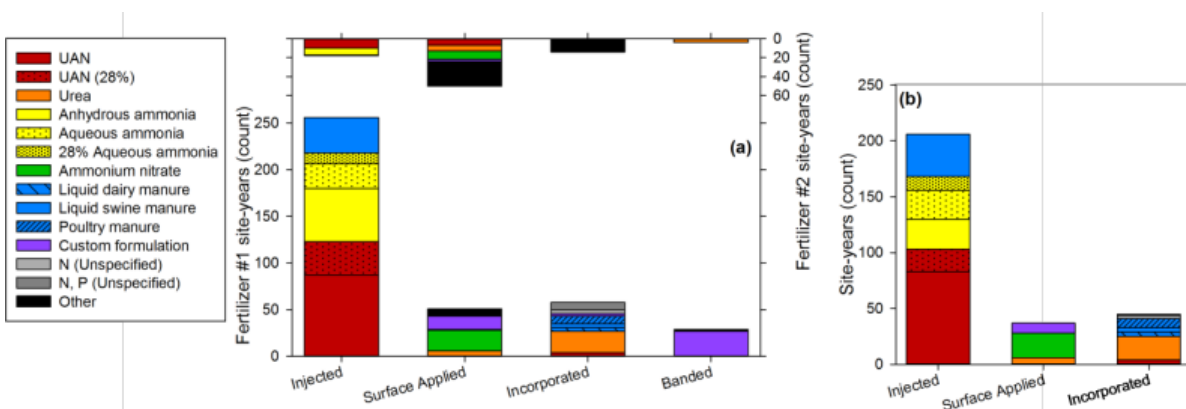 UAN
UAN (28%)
Urea
Anhydrous ammonia
Aqueous ammonia
28% Aqueous ammonia
Ammonium nitrate
Liquid dairy manure
Liquid swine manure
Poultry manure
Custom formulation
N (Unspecified)
N, P (Unspecified)
Other
Fertilizer #1 site-years (count)
250
200
150
100
50
0
(a)
0
20
40
60
Fertilizer #2 site-years (count)
Injected
Surface Applied
Incorporated
Banded
Site-years (count)
250
200
150
100
50
0
(b)
Injected
Surface Applied
Incorporated